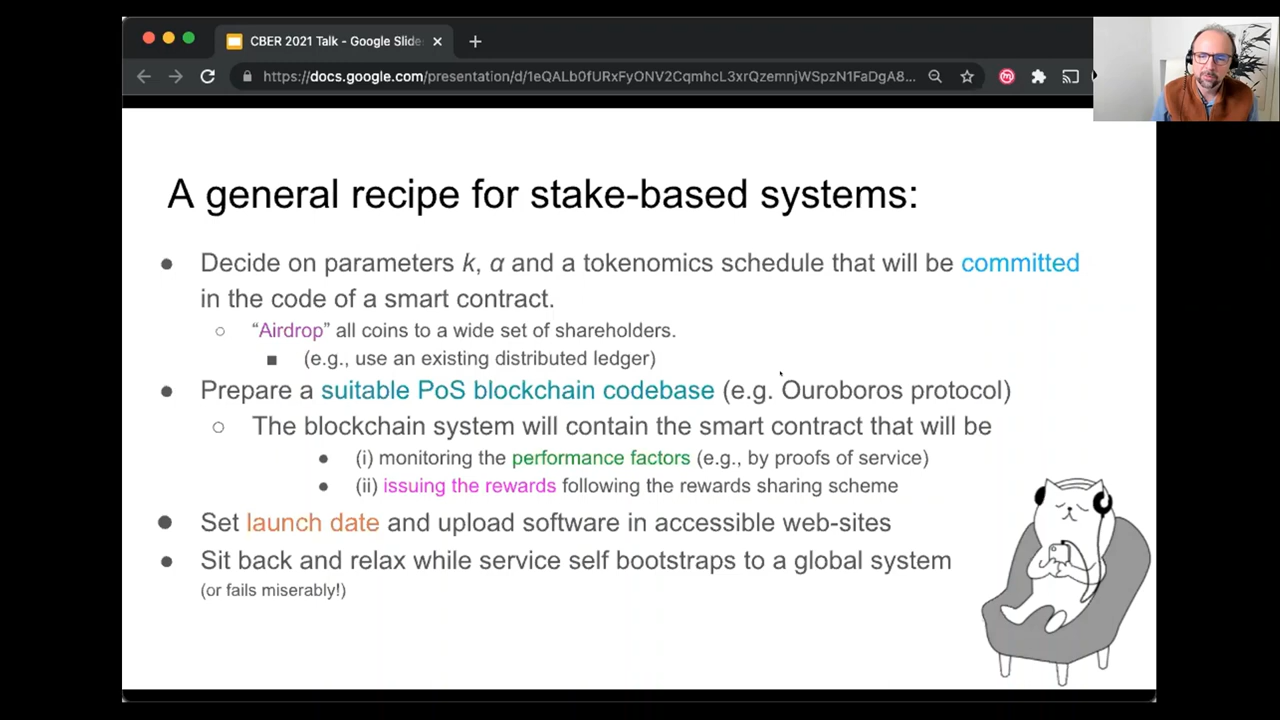 CBER 2021 Talk - Google Slide
https://docs.google.com/presentation/d/1eQALb0fURxFyONV2CqmhcL3xrQzemnjWSpzN1FaDgA8...
A general recipe for stake-based systems:
● Decide on parameters k, α and a tokenomics schedule that will be committed
in the code of a smart contract.
○ “Airdrop” all coins to a wide set of shareholders.
■ (e.g., use an existing distributed ledger)
● Prepare a suitable PoS blockchain codebase (e.g. Ouroboros protocol)
○ The blockchain system will contain the smart contract that will be
● (i) monitoring the performance factors (e.g., by proofs of service)
● (ii) issuing the rewards following the rewards sharing scheme
● Set launch date and upload software in accessible web-sites
● Sit back and relax while service self bootstraps to a global system
(or fails miserably!)